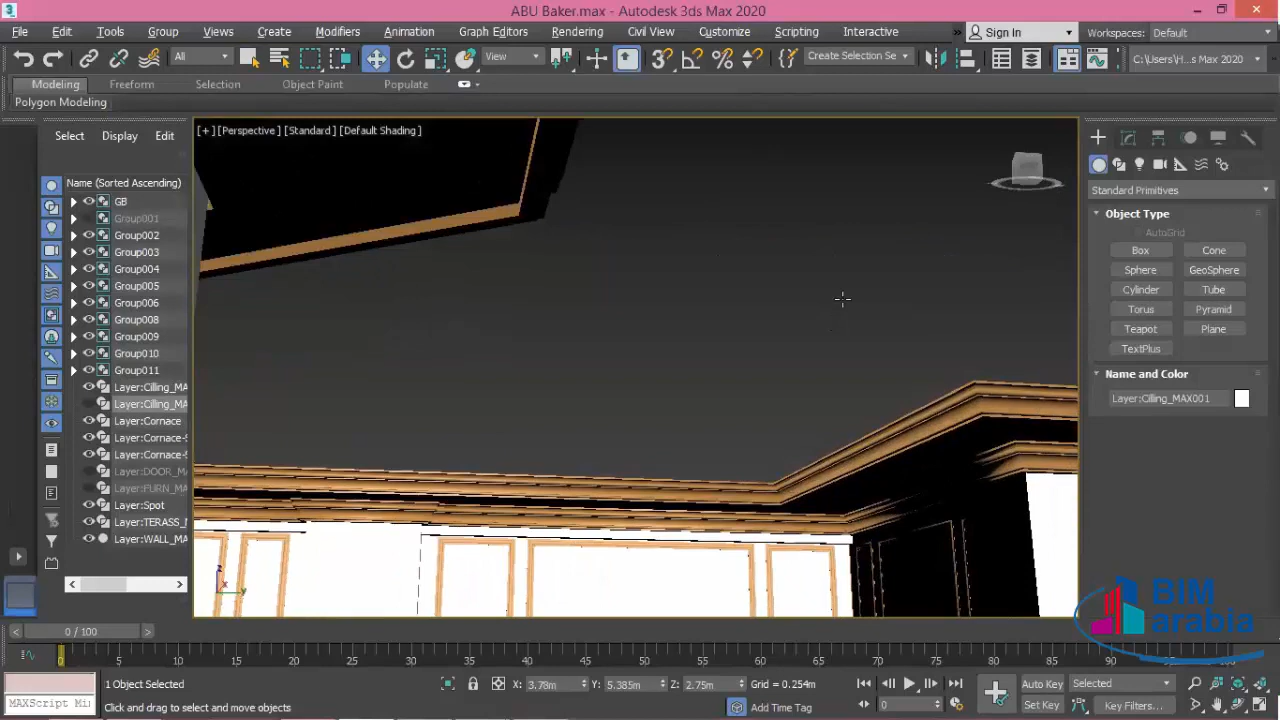 ABU Baker.max - Autodesk 3ds Max 2020
File Edit Tools Group Views Create Modifiers Animation Graph Editors Rendering Civil View Customize Scripting Interactive Sign In Workspaces: Default
All View Create Selection Se C:\Users\H...s Max 2020
Modeling Freeform Selection Object Paint Populate
Polygon Modeling
Select Display Edit
[+] [Perspective] [Standard] [Default Shading]
Name (Sorted Ascending)
GB
Group001
Group002
Group003
Group004
Group005
Group006
Group008
Group009
Group010
Group011
Layer:Cilling_MA
Layer:Cilling_MA
Layer:Cornace
Layer:Cornace-S
Layer:Cornace-S
Layer:DOOR_MA
Layer:FURN_MA
Layer:Spot
Layer:TERASS_M
Layer:WALL_MA
Standard Primitives
Object Type
AutoGrid
Box Cone
Sphere GeoSphere
Cylinder Tube
Torus Pyramid
Teapot Plane
TextPlus
Name and Color
Layer:Cilling_MAX001
z
x
y
BIM
arabia
0 / 100
0 5 10 15 20 25 30 35 40 45 50 55 60 65 70 75 80 85 90 95 100
1 Object Selected X: 3.78m Y: 5.385m Z: 2.75m Grid = 0.254m Auto Key Selected
MAXScript Mi Click and drag to select and move objects Add Time Tag 0 Set Key Key Filters...